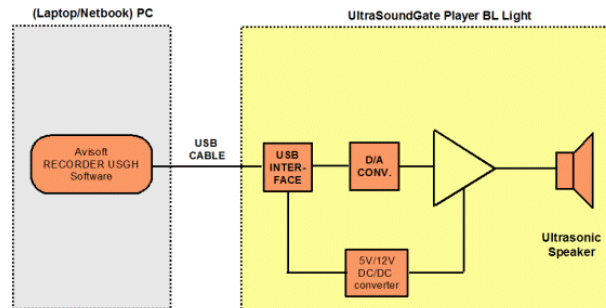 (Laptop/Netbook) PC
UltraSoundGate Player BL Light
Avisoft
RECORDER USGH
Software
USB
CABLE
USB
INTER-
FACE
D/A
CONV.
5V/12V
DC/DC
converter
Ultrasonic
Speaker